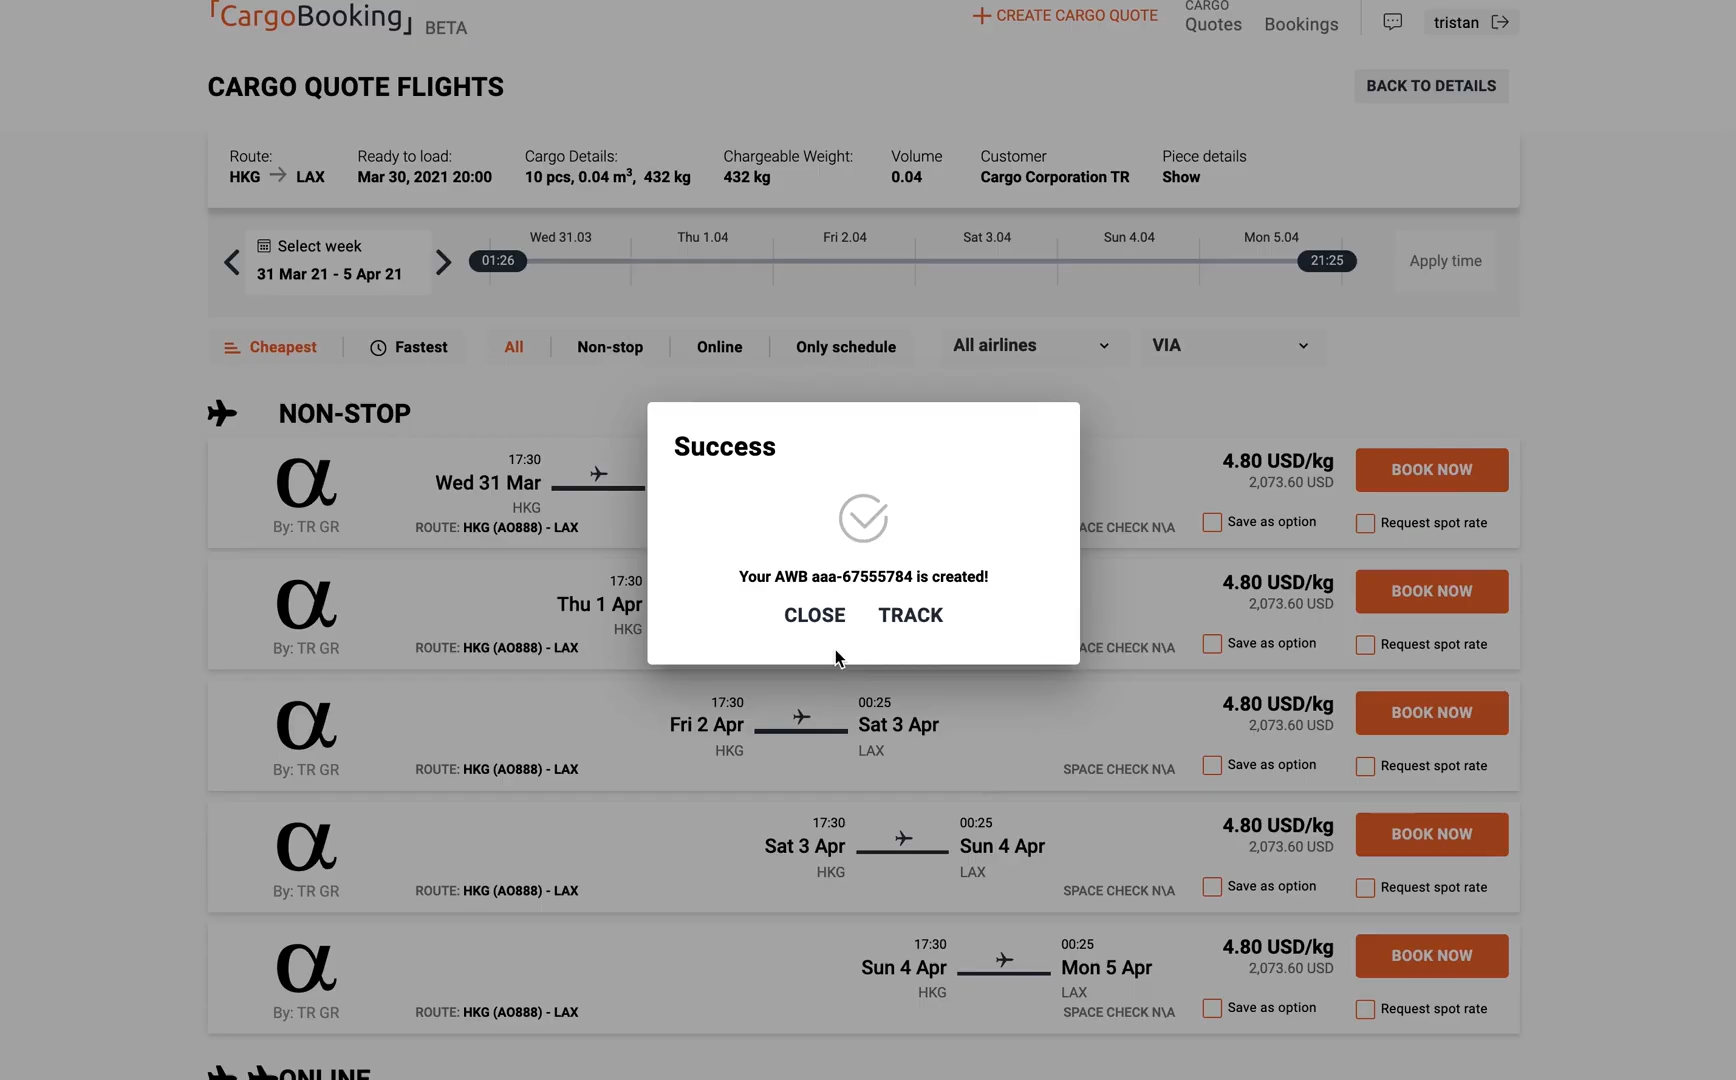 「CargoBooking」 BETA
CREATE CARGO QUOTE
CARGO
Quotes
Bookings
tristan
CARGO QUOTE FLIGHTS
BACK TO DETAILS
Route:
HKG → LAX
Ready to load:
Mar 30, 2021 20:00
Cargo Details:
10 pcs, 0.04 m³, 432 kg
Chargeable Weight:
432 kg
Volume
0.04
Customer
Cargo Corporation TR
Piece details
Show
Select week
31 Mar 21 - 5 Apr 21
Wed 31.03 Thu 1.04 Fri 2.04 Sat 3.04 Sun 4.04 Mon 5.04
01:26 21:25
Apply time
Cheapest Fastest All Non-stop Online Only schedule All airlines VIA
NON-STOP
α
By: TR GR
17:30
Wed 31 Mar
HKG
ROUTE: HKG (AO888) - LAX
ACE CHECK N\A
4.80 USD/kg
2,073.60 USD
BOOK NOW
Save as option
Request spot rate
Success
Your AWB aaa-67555784 is created!
CLOSE TRACK
α
By: TR GR
17:30
Thu 1 Apr
HKG
ROUTE: HKG (AO888) - LAX
ACE CHECK N\A
4.80 USD/kg
2,073.60 USD
BOOK NOW
Save as option
Request spot rate
α
By: TR GR
17:30
Fri 2 Apr
HKG
00:25
Sat 3 Apr
LAX
ROUTE: HKG (AO888) - LAX
SPACE CHECK N\A
4.80 USD/kg
2,073.60 USD
BOOK NOW
Save as option
Request spot rate
α
By: TR GR
17:30
Sat 3 Apr
HKG
00:25
Sun 4 Apr
LAX
ROUTE: HKG (AO888) - LAX
SPACE CHECK N\A
4.80 USD/kg
2,073.60 USD
BOOK NOW
Save as option
Request spot rate
α
By: TR GR
17:30
Sun 4 Apr
HKG
00:25
Mon 5 Apr
LAX
ROUTE: HKG (AO888) - LAX
SPACE CHECK N\A
4.80 USD/kg
2,073.60 USD
BOOK NOW
Save as option
Request spot rate
ONLINE